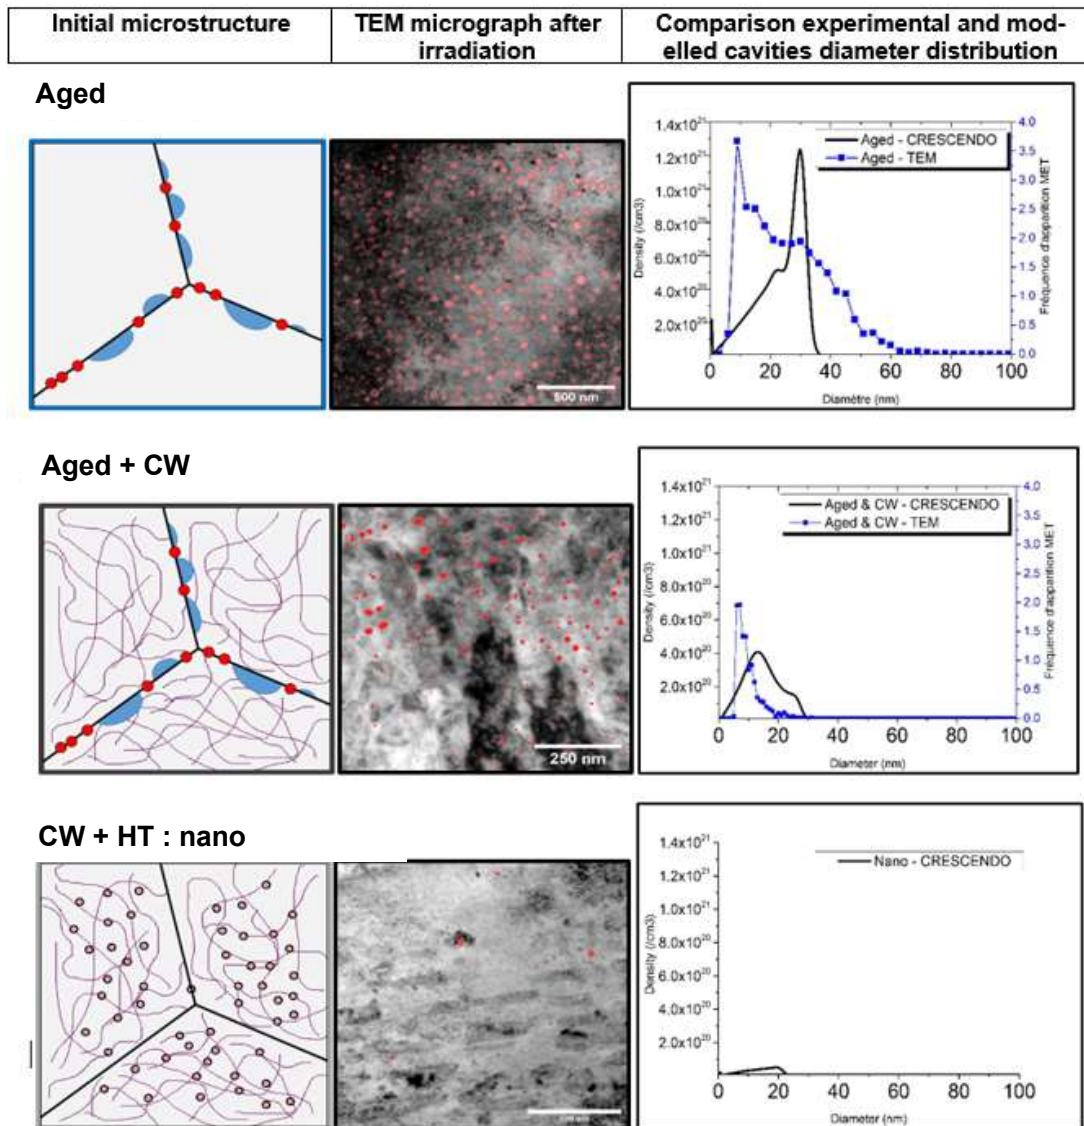 Initial microstructure
TEM micrograph after
irradiation
Comparison experimental and mod-
elled cavities diameter distribution
Aged
500 nm
1.4x10²¹
1.2x10²¹
1.0x10²¹
8.0x10²⁰
6.0x10²⁰
4.0x10²⁰
2.0x10²⁰
Density (/cm3)
Aged - CRESCENDO
Aged - TEM
4.0
3.5
3.0
2.5
2.0
1.5
1.0
0.5
0.0
Fréquence d'apparition MET
0 20 40 60 80 100
Diamètre (nm)
Aged + CW
250 nm
1.4x10²¹
1.2x10²¹
1.0x10²¹
8.0x10²⁰
6.0x10²⁰
4.0x10²⁰
2.0x10²⁰
Density (/cm3)
Aged & CW - CRESCENDO
Aged & CW - TEM
4.0
3.5
3.0
2.5
2.0
1.5
1.0
0.5
0.0
Fréquence d'apparition MET
0 20 40 60 80 100
Diameter (nm)
CW + HT : nano
1.4x10²¹
1.2x10²¹
1.0x10²¹
8.0x10²⁰
6.0x10²⁰
4.0x10²⁰
2.0x10²⁰
Density (/cm3)
Nano - CRESCENDO
0 20 40 60 80 100
Diameter (nm)